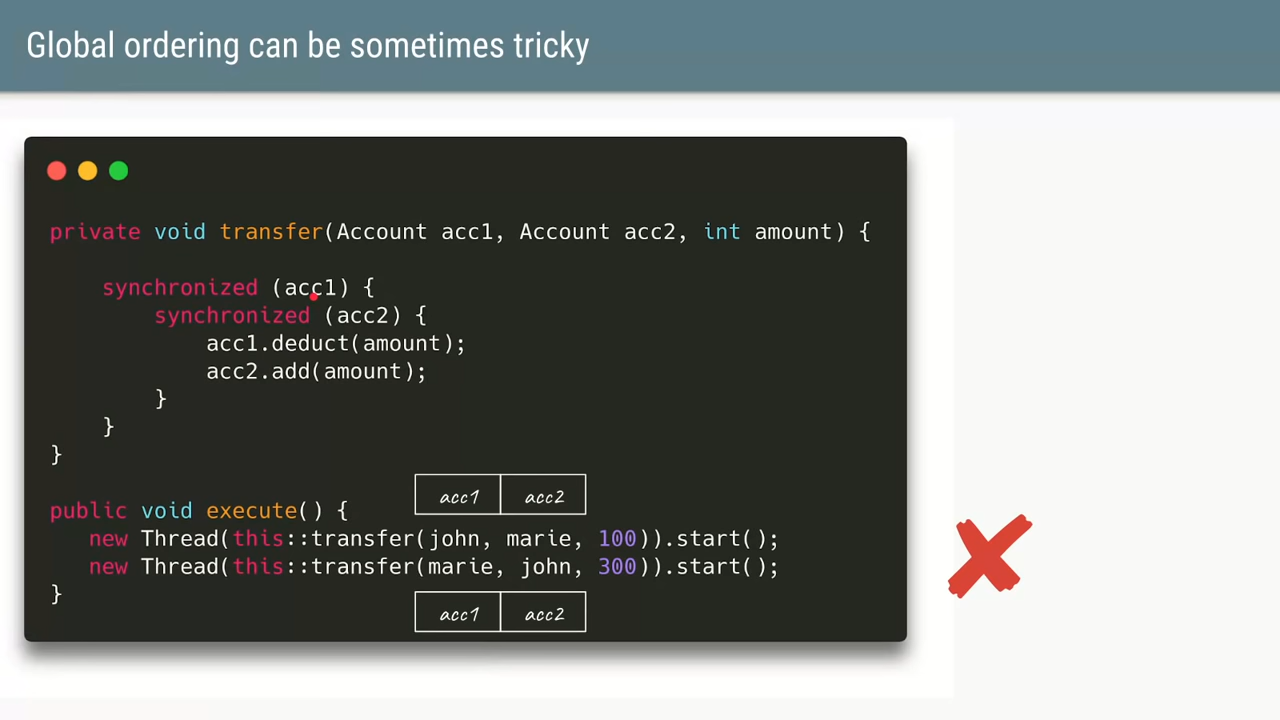 Global ordering can be sometimes tricky
private void transfer(Account acc1, Account acc2, int amount) {
synchronized (acc1) {
synchronized (acc2) {
acc1.deduct(amount);
acc2.add(amount);
}
}
}
acc1 acc2
public void execute() {
new Thread(this::transfer(john, marie, 100)).start();
new Thread(this::transfer(marie, john, 300)).start();
}
acc1 acc2